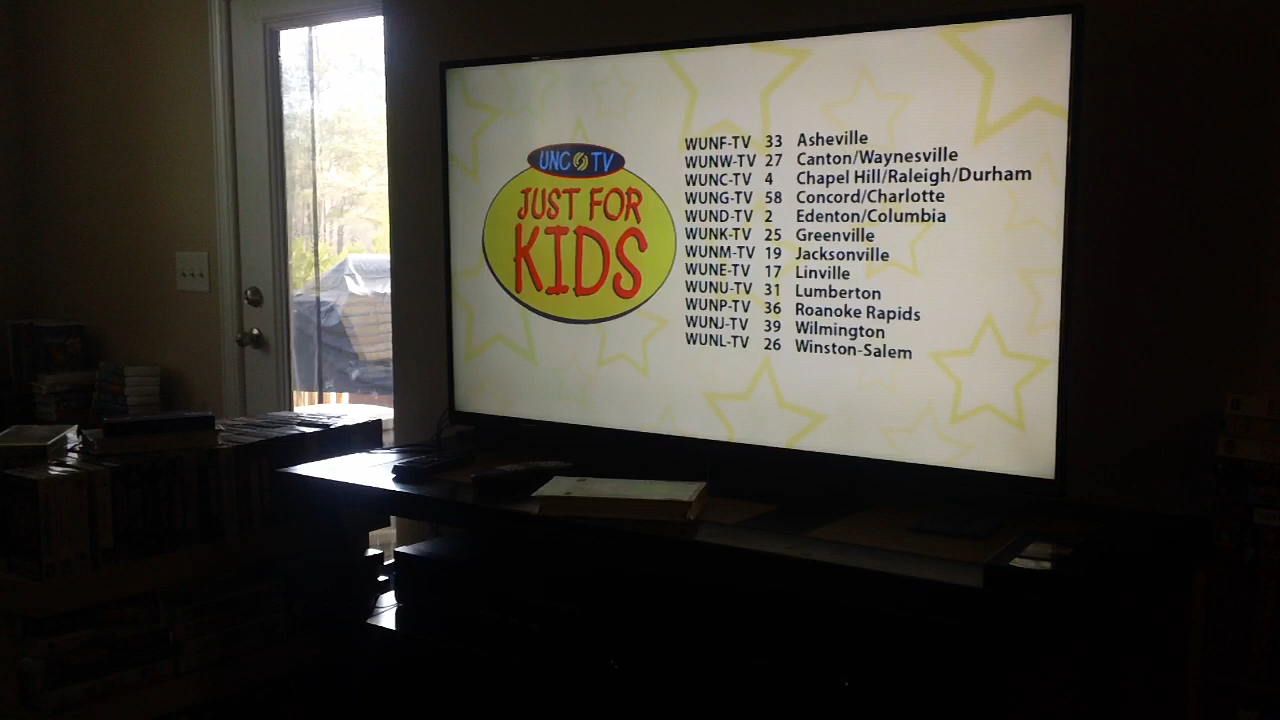 UNC TV
JUST FOR
KIDS
WUNF-TV 33 Asheville
WUNW-TV 27 Canton/Waynesville
WUNC-TV 4 Chapel Hill/Raleigh/Durham
WUNG-TV 58 Concord/Charlotte
WUND-TV 2 Edenton/Columbia
WUNK-TV 25 Greenville
WUNM-TV 19 Jacksonville
WUNE-TV 17 Linville
WUNU-TV 31 Lumberton
WUNP-TV 36 Roanoke Rapids
WUNJ-TV 39 Wilmington
WUNL-TV 26 Winston-Salem